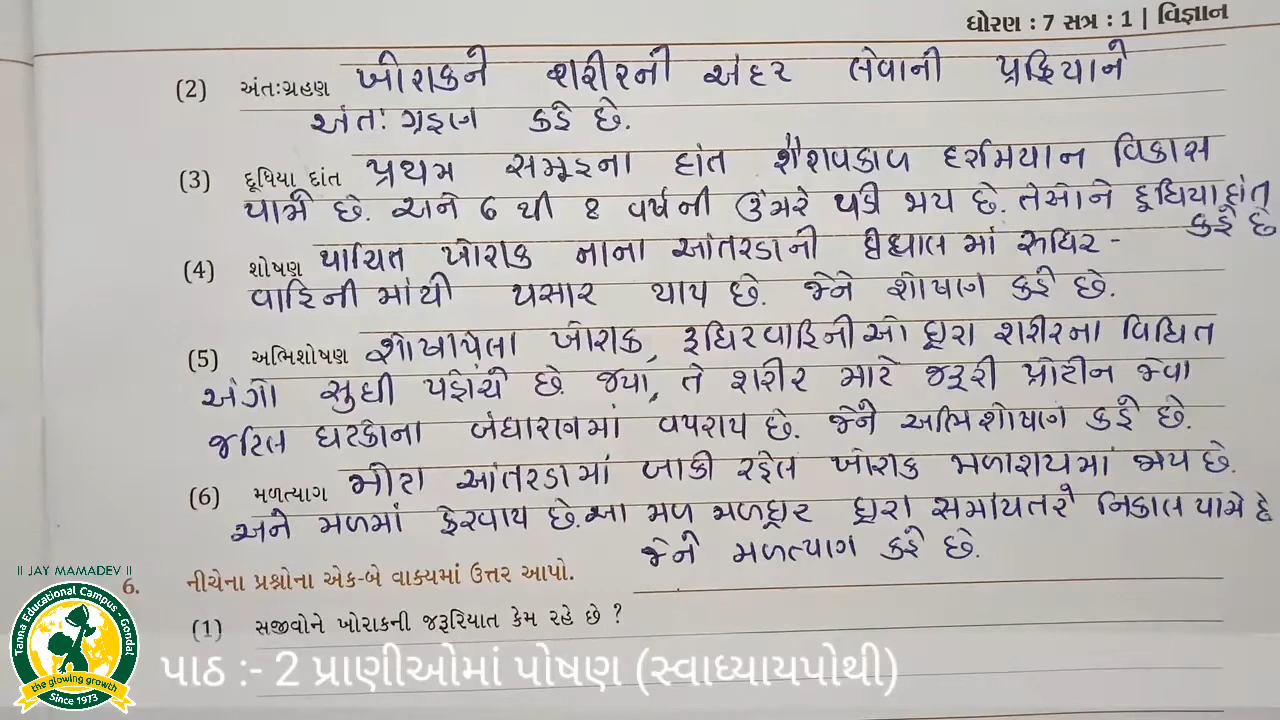 ધોરણ : 7 સત્ર : 1 | વિજ્ઞાન
(2) અંતઃગ્રહણ ખોરાકને શરીરની અંદર લેવાની પ્રક્રિયાને
અંતઃ ગ્રહણ કહે છે.
(3) દૂધિયા દાંત પ્રથમ સમૂહના દાંત શૈશવકાળ દરમિયાન વિકાસ
પામે છે. અને 6 થી 8 વર્ષની ઉંમરે પડી જાય છે. તેઓને દૂધિયા દાંત
કહે છે
(4) શોષણ પાચિત ખોરાક નાના આંતરડાની દીવાલ માં રુધિર -
વાહિની માંથી પસાર થાય છે. જેને શોષણ કહે છે.
(5) અભિશોષણ શોષાયેલા ખોરાક, રૂધિરવાહિનીઓ દ્વારા શરીરના વિવિધ
અંગો સુધી પહોંચે છે. જ્યાં, તે શરીર માટે જરૂરી પ્રોટીન જેવા
જટિલ ઘટકોના બંધારણમાં વપરાય છે. જેને અભિશોષણ કહે છે.
(6) મળત્યાગ મોટા આંતરડામાં બાકી રહેલ ખોરાક મળાશયમાં જાય છે.
અને મળમાં ફેરવાય છે. આ મળ મળદ્વાર દ્વારા સમયાંતરે નિકાલ પામે છે
જેને મળત્યાગ કહે છે.
6. નીચેના પ્રશ્નોના એક-બે વાક્યમાં ઉત્તર આપો.
(1) સજીવોને ખોરાકની જરૂરિયાત કેમ રહે છે ?
|| JAY MAMADEV ||
Tanna Educational Campus - Gondal
the glowing growth
Since 1973
પાઠ :- 2 પ્રાણીઓમાં પોષણ (સ્વાધ્યાયપોથી)